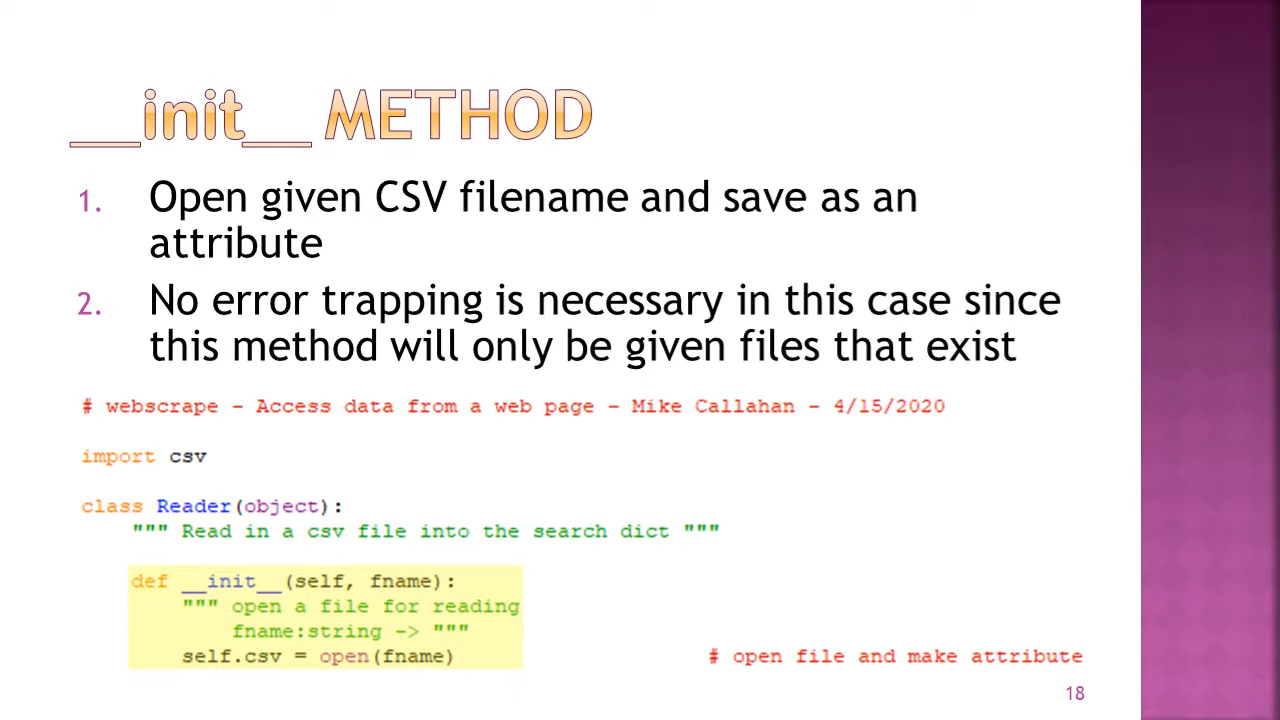 __init__ METHOD
1. Open given CSV filename and save as an
attribute
2. No error trapping is necessary in this case since
this method will only be given files that exist
# webscrape - Access data from a web page - Mike Callahan - 4/15/2020
import csv
class Reader(object):
""" Read in a csv file into the search dict """
def __init__(self, fname):
""" open a file for reading
fname:string -> """
self.csv = open(fname) # open file and make attribute
18